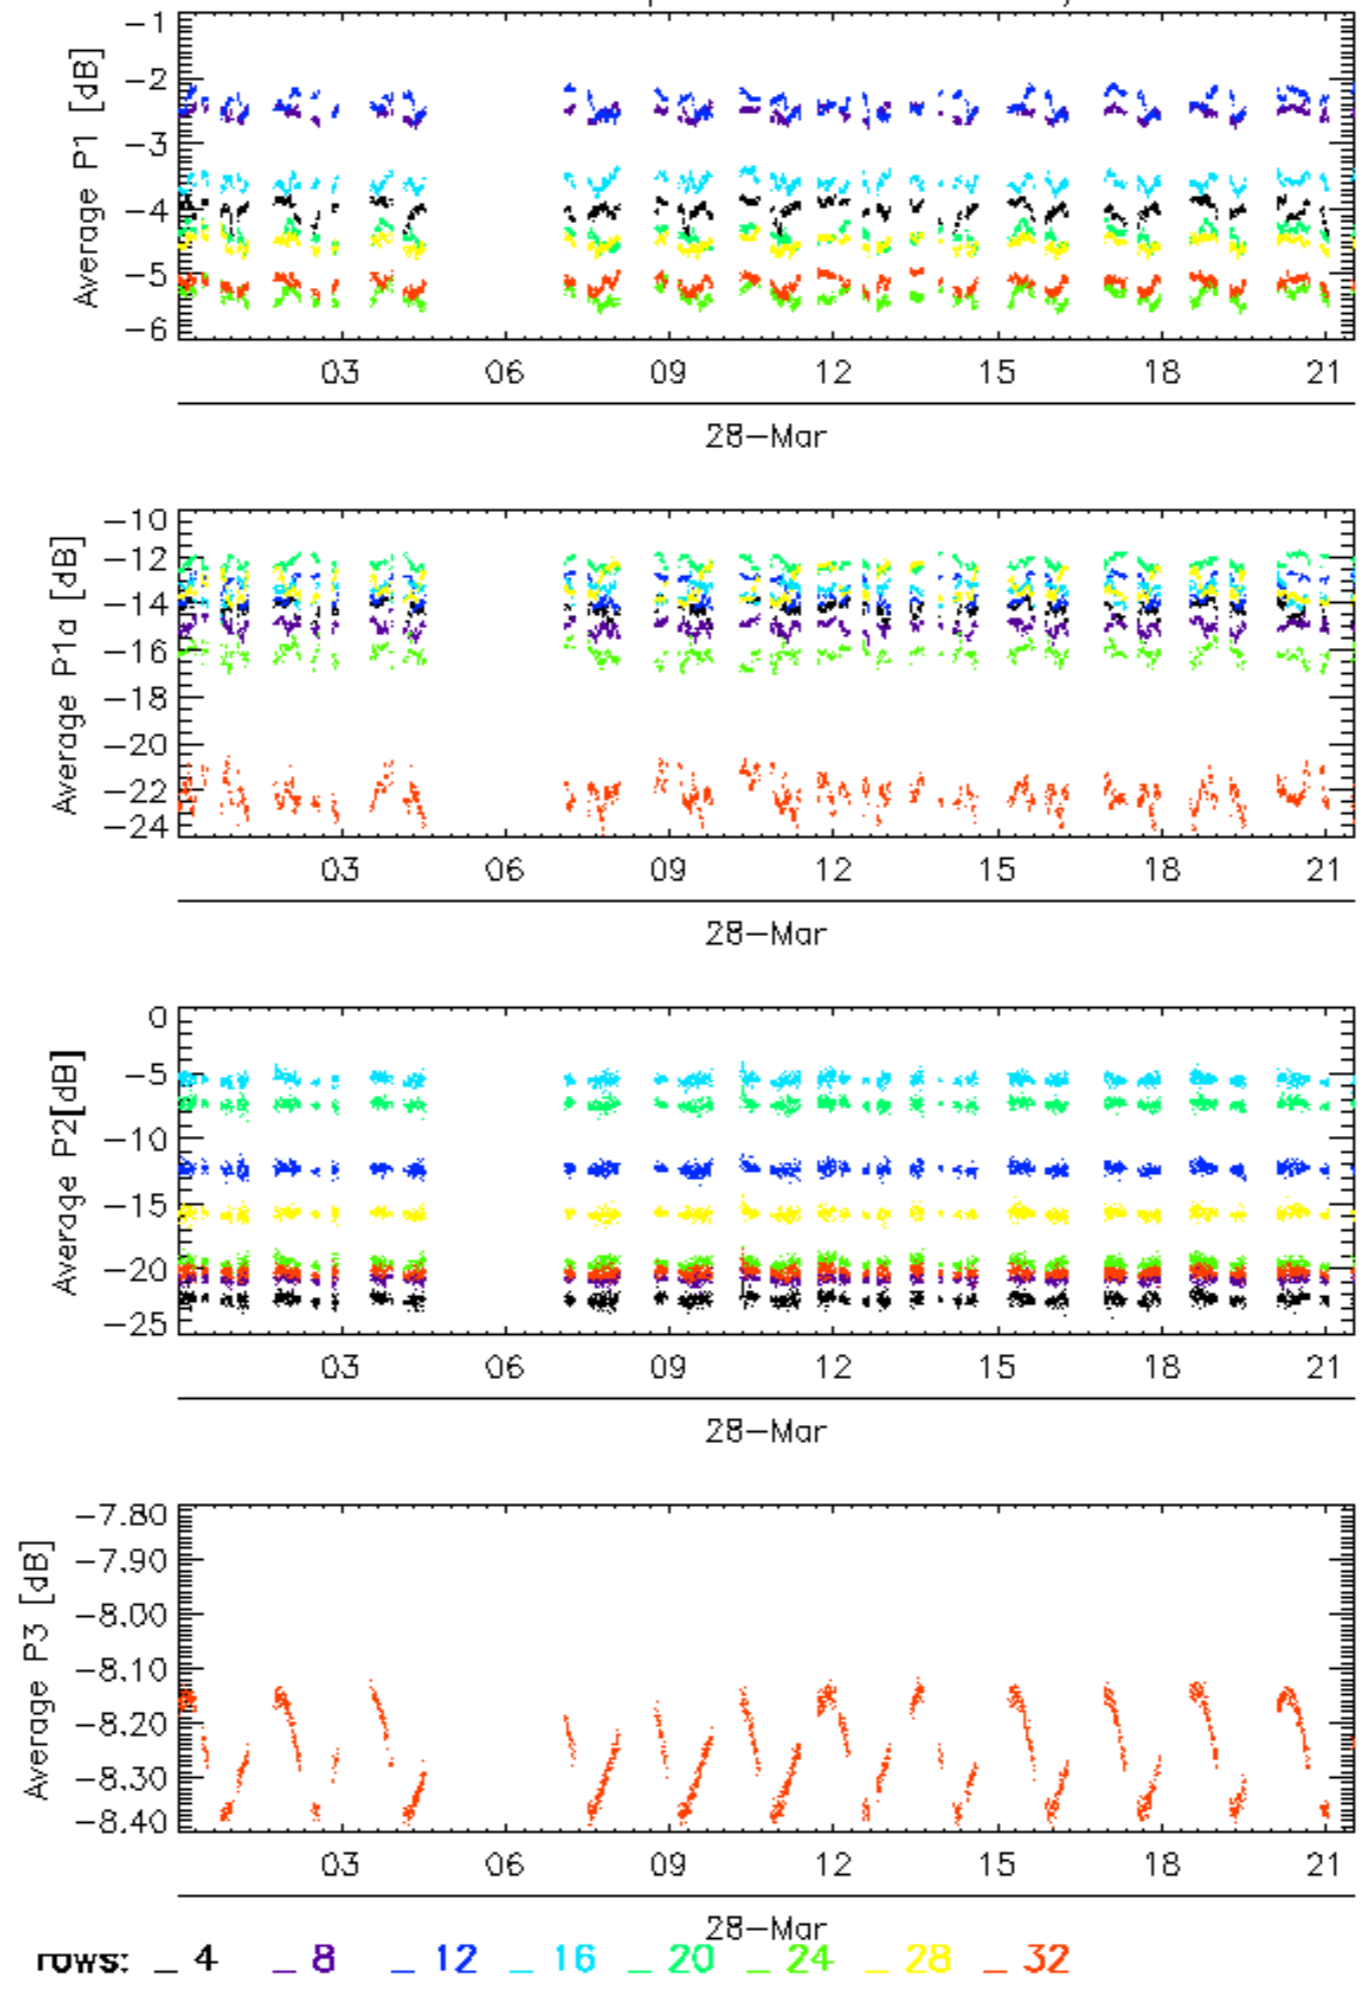 Average P1 [dB]
-1
-2
-3
-4
-5
-6
03 06 09 12 15 18 21
28-Mar
Average P1a [dB]
-10
-12
-14
-16
-18
-20
-22
-24
03 06 09 12 15 18 21
28-Mar
Average P2[dB]
0
-5
-10
-15
-20
-25
03 06 09 12 15 18 21
28-Mar
Average P3 [dB]
-7.80
-7.90
-8.00
-8.10
-8.20
-8.30
-8.40
03 06 09 12 15 18 21
28-Mar
rows: _ 4 _ 8 _ 12 _ 16 _ 20 _ 24 _ 28 _ 32